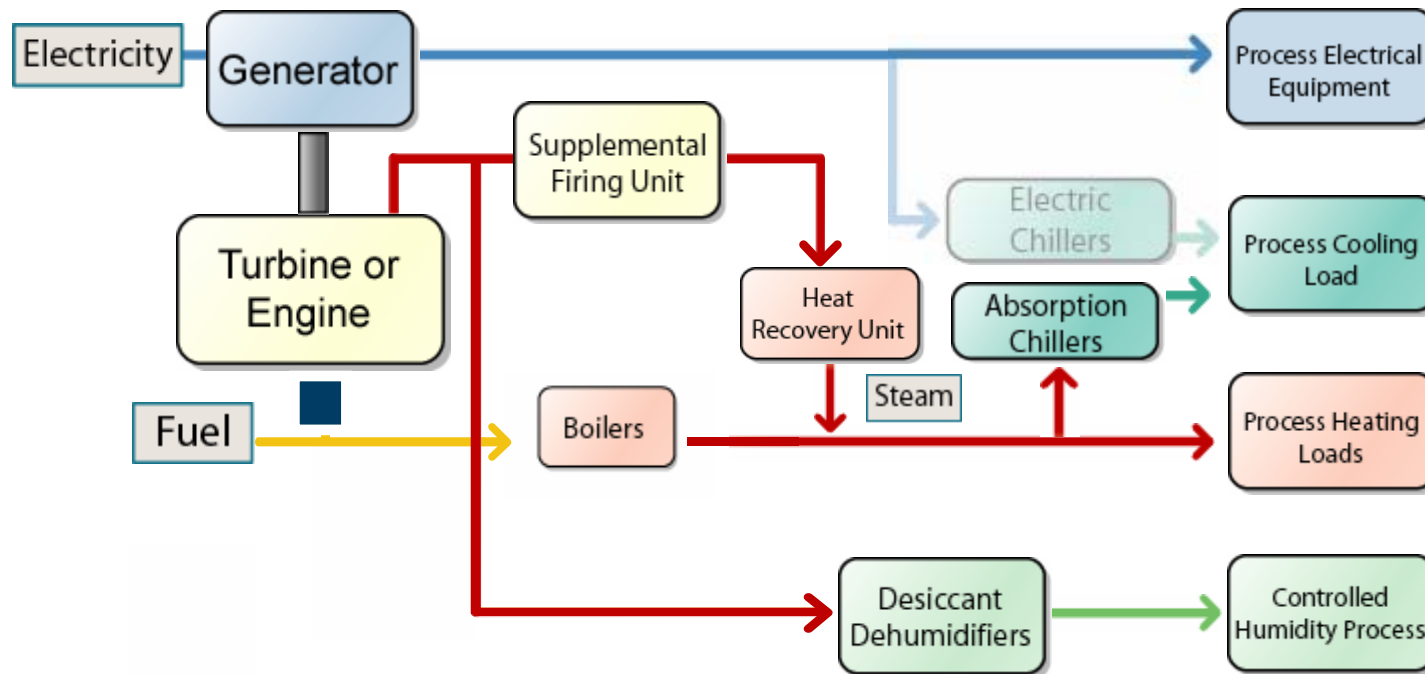 Electricity
Generator
Process Electrical
Equipment
Supplemental
Firing Unit
Electric
Chillers
Process Cooling
Load
Turbine or
Engine
Heat
Recovery Unit
Absorption
Chillers
Steam
Fuel
Boilers
Process Heating
Loads
Desiccant
Dehumidifiers
Controlled
Humidity Process